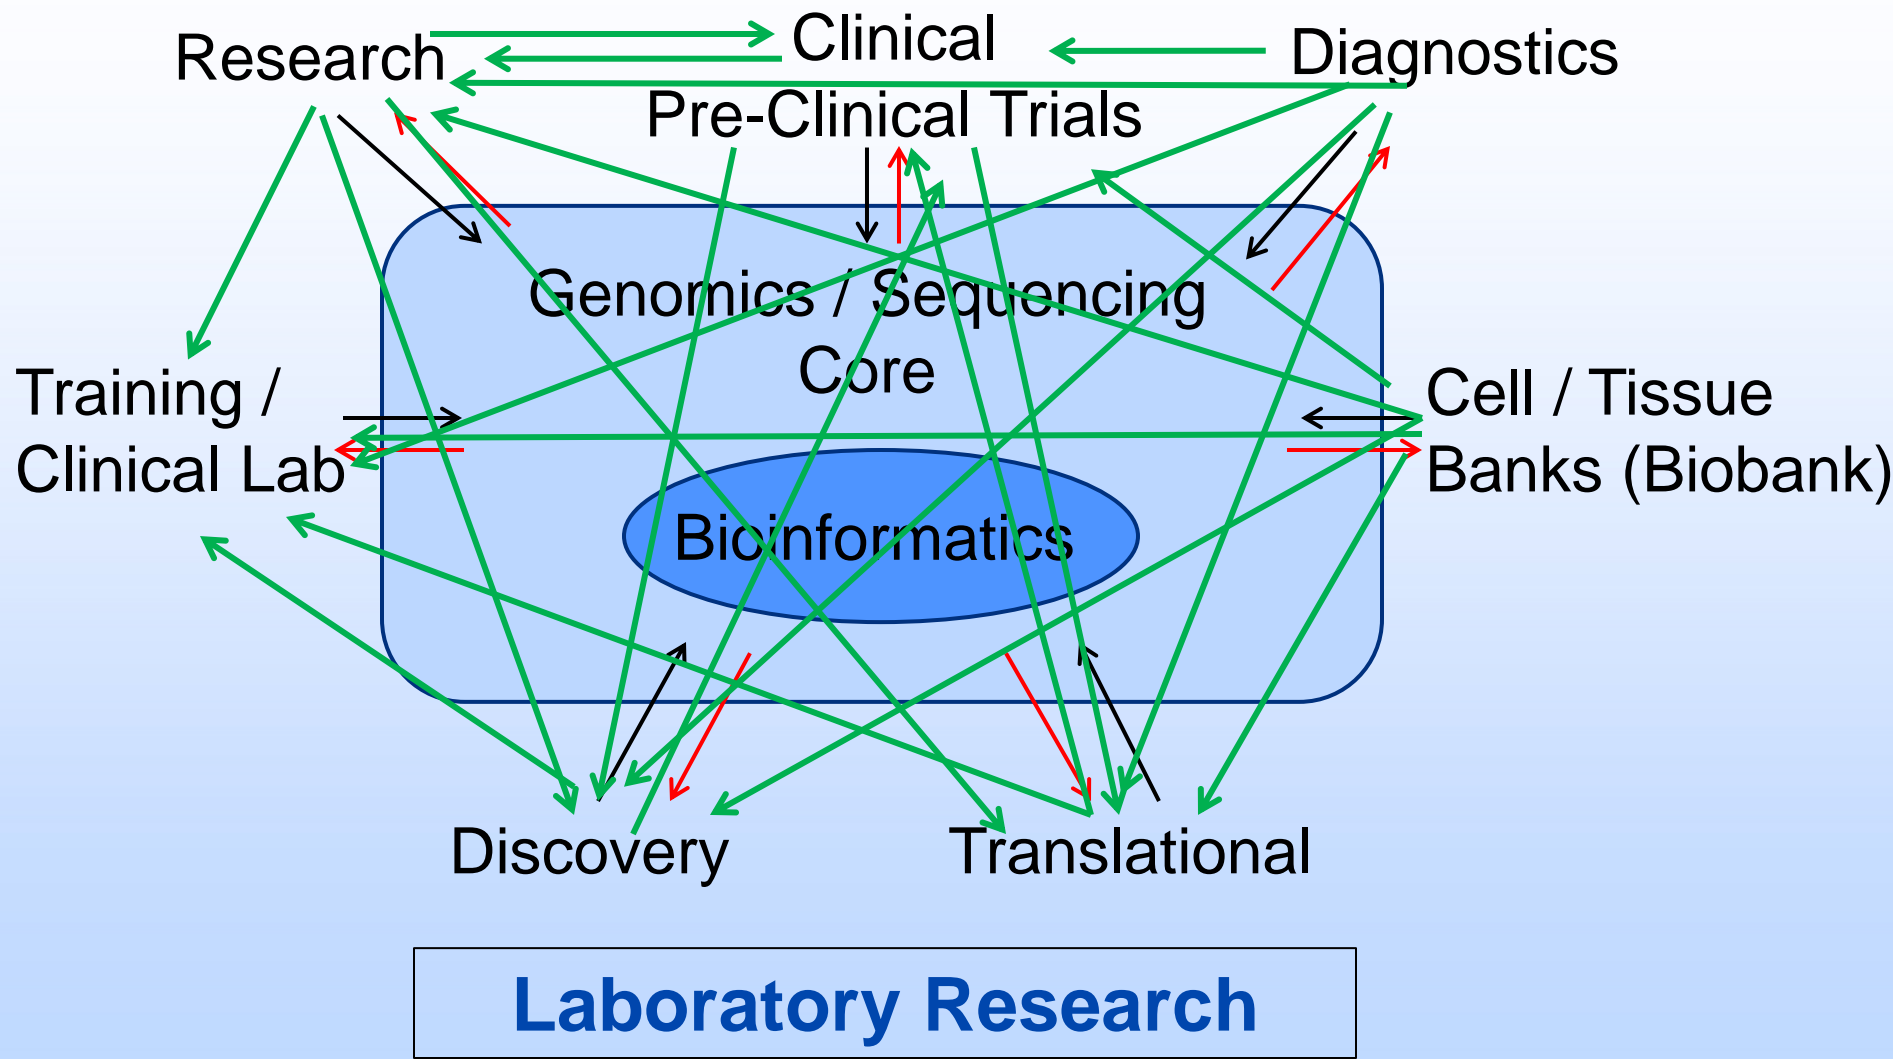 Research
Clinical
Diagnostics
Pre-Clinical Trials
Genomics / Sequencing
Core
Training /
Clinical Lab
Cell / Tissue
Banks (Biobank)
Bioinformatics
Discovery
Translational
Laboratory Research